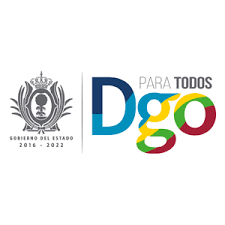 GOBIERNO DEL ESTADO
2016 - 2022
PARA TODOS
Dgo